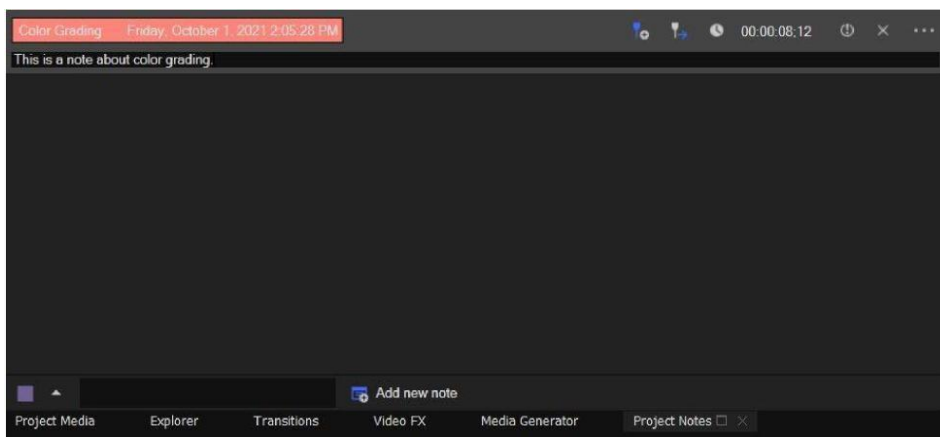 Color Grading Friday, October 1, 2021 2:05:28 PM 00:00:08;12
This is a note about color grading.
Add new note
Project Media Explorer Transitions Video FX Media Generator Project Notes